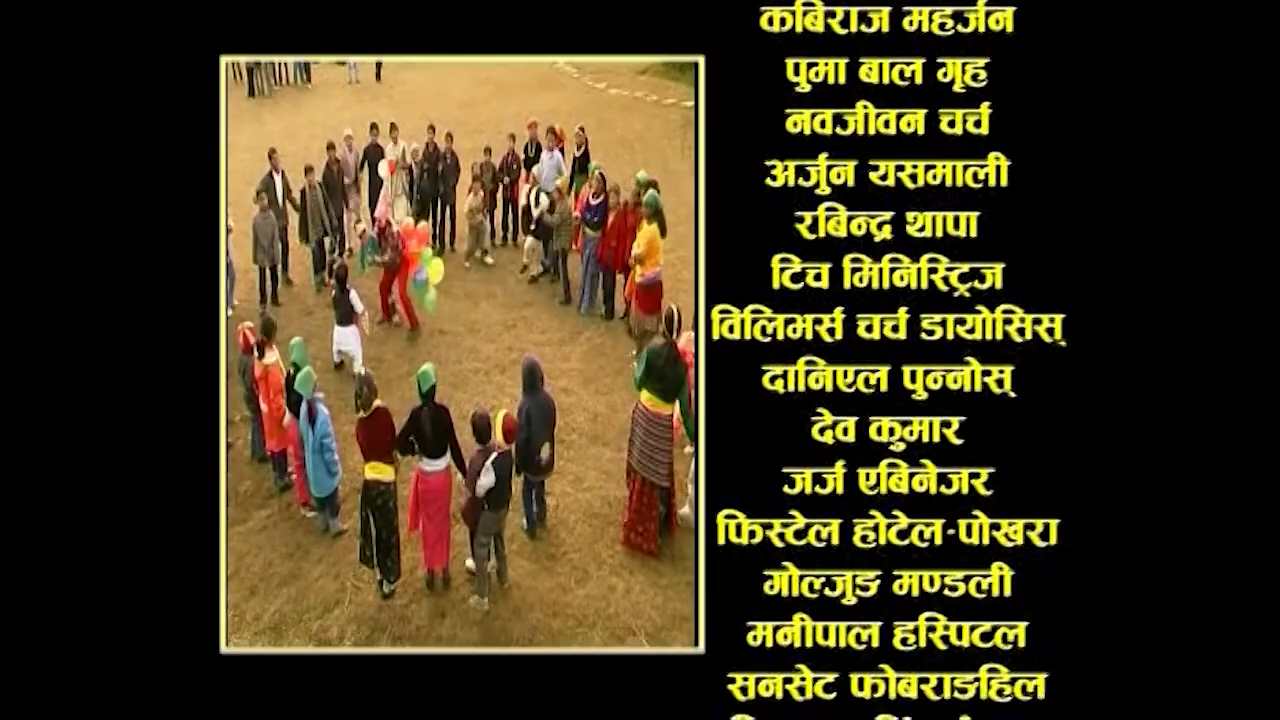 कबिराज महर्जन
पुमा बाल गृह
नवजीवन चर्च
अर्जुन यसमाली
रबिन्द्र थापा
टिच मिनिस्ट्रिज
विलिभर्स चर्च डायोसिस्
दानिएल पुन्नोस्
देव कुमार
जर्ज एबिनेजर
फिस्टेल होटेल-पोखरा
गोल्जुङ मण्डली
मनीपाल हस्पिटल
सनसेट फोबराङहिल